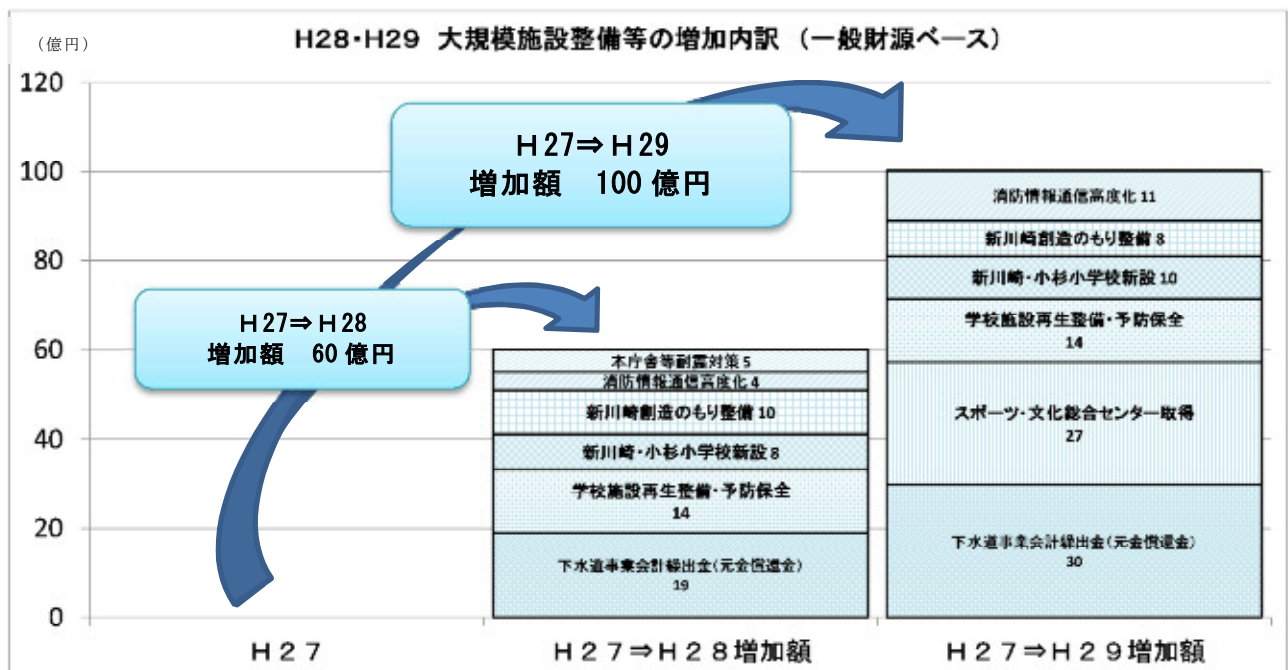 H28・H29 大規模施設整備等の増加内訳 (一般財源ベース)
(億円)
120
100
80
60
40
20
0
H27⇒H29
増加額 100億円
H27⇒H28
増加額 60億円
本庁舎等耐震対策 5
消防情報通信高度化 4
新川崎創造のもり整備 10
新川崎・小杉小学校新設 8
学校施設再生整備・予防保全
14
下水道事業会計繰出金(元金償還金)
19
消防情報通信高度化 11
新川崎創造のもり整備 8
新川崎・小杉小学校新設 10
学校施設再生整備・予防保全
14
スポーツ・文化総合センター取得
27
下水道事業会計繰出金(元金償還金)
30
H27
H27⇒H28増加額
H27⇒H29増加額